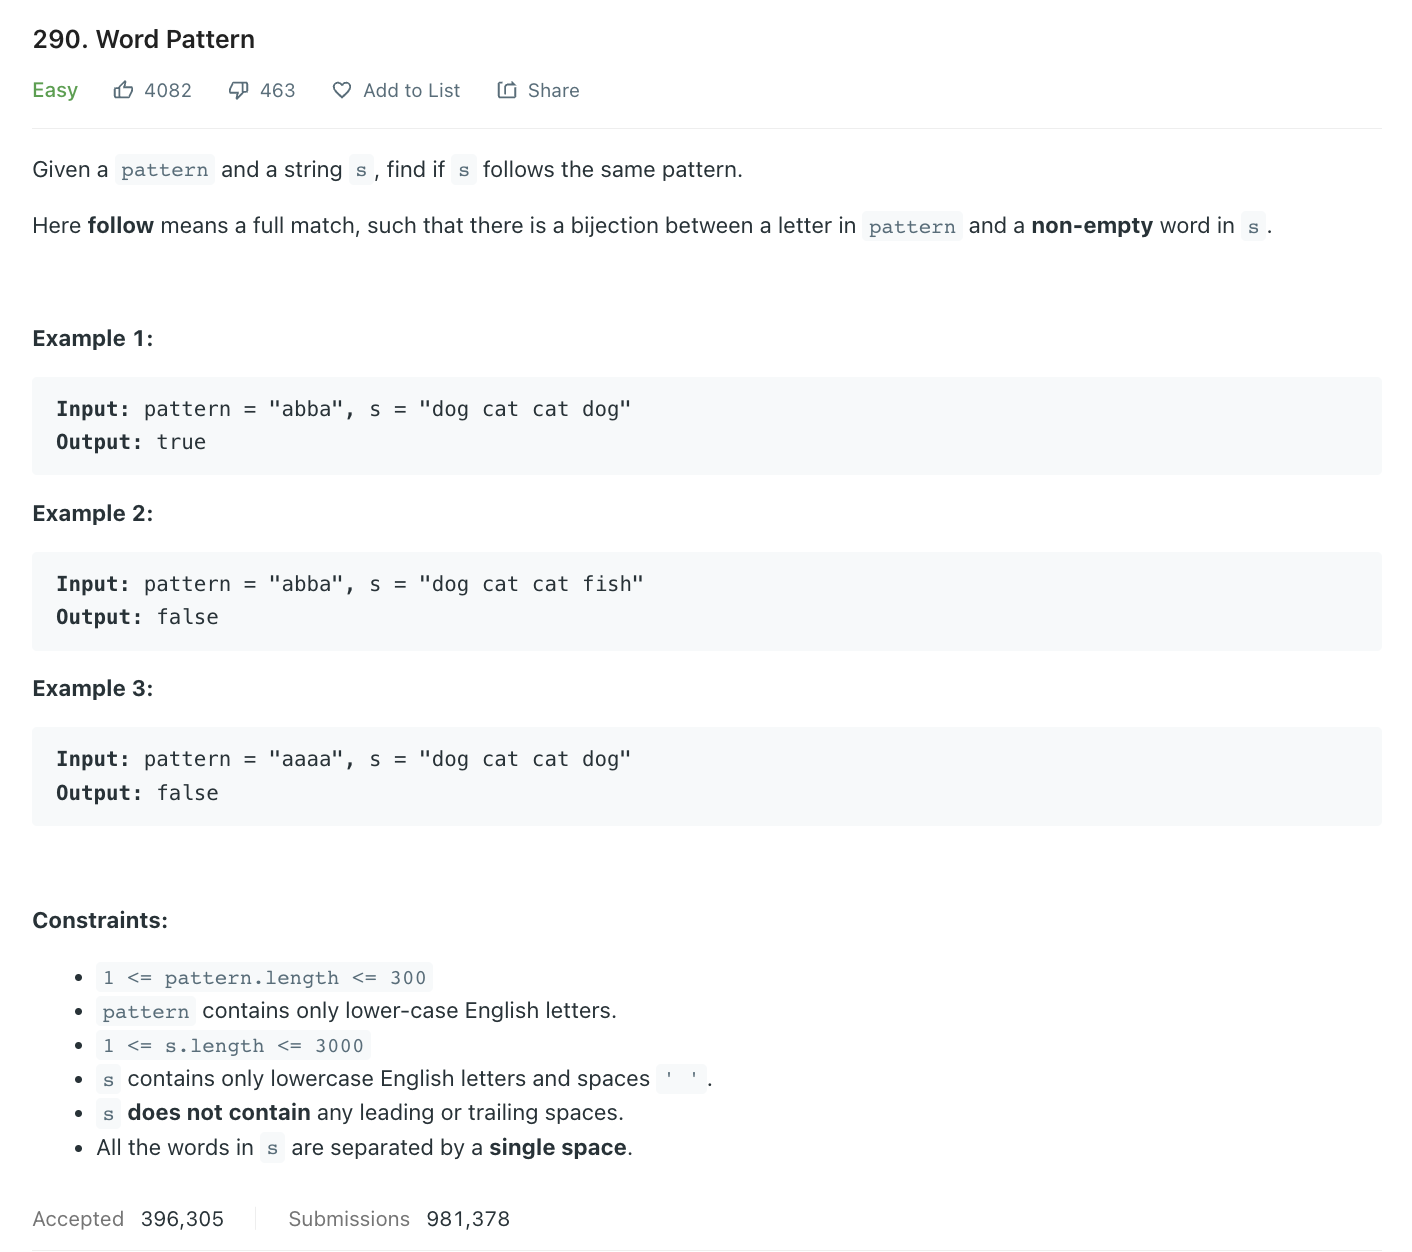 290. Word Pattern
Easy 4082 463 Add to List Share
Given a pattern and a string s, find if s follows the same pattern.
Here follow means a full match, such that there is a bijection between a letter in pattern and a non-empty word in s.
Example 1:
Input: pattern = "abba", s = "dog cat cat dog"
Output: true
Example 2:
Input: pattern = "abba", s = "dog cat cat fish"
Output: false
Example 3:
Input: pattern = "aaaa", s = "dog cat cat dog"
Output: false
Constraints:
• 1 <= pattern.length <= 300
• pattern contains only lower-case English letters.
• 1 <= s.length <= 3000
• s contains only lowercase English letters and spaces ' '.
• s does not contain any leading or trailing spaces.
• All the words in s are separated by a single space.
Accepted 396,305 Submissions 981,378